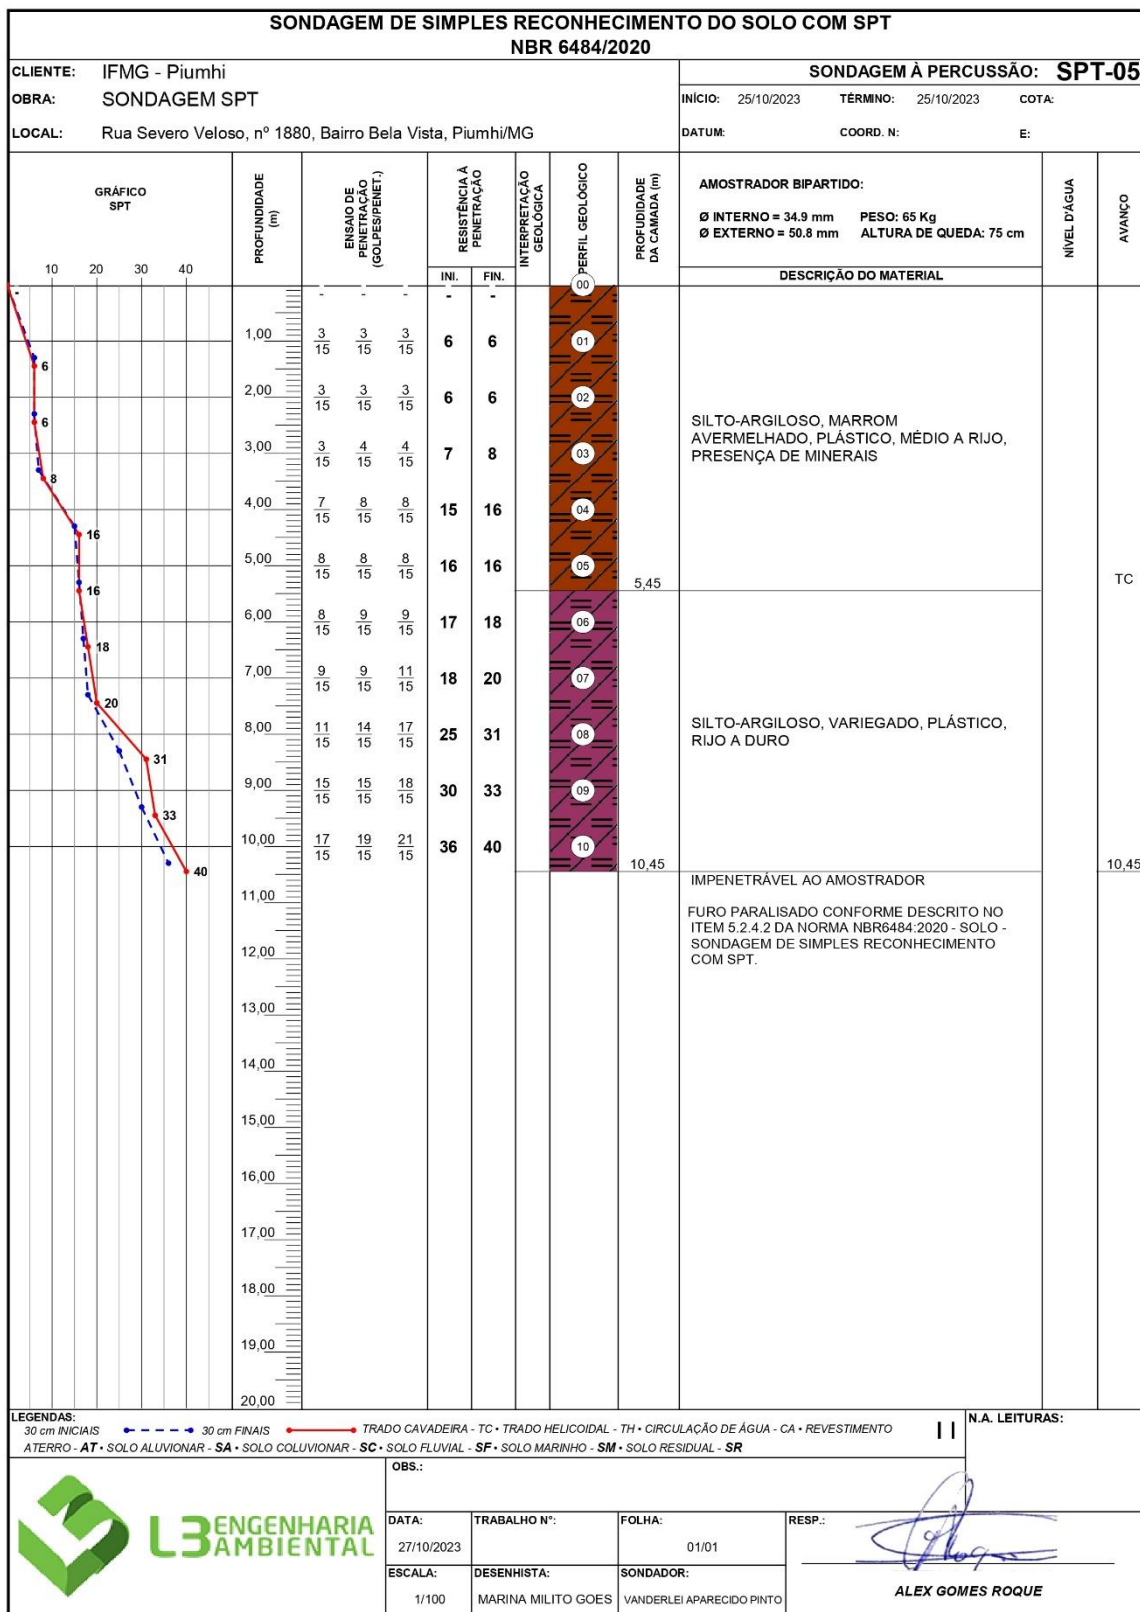 SONDAGEM DE SIMPLES RECONHECIMENTO DO SOLO COM SPT
NBR 6484/2020
CLIENTE: IFMG - Piumhi
OBRA: SONDAGEM SPT
LOCAL: Rua Severo Veloso, nº 1880, Bairro Bela Vista, Piumhi/MG
SONDAGEM À PERCUSSÃO: SPT-05
INÍCIO: 25/10/2023 TÉRMINO: 25/10/2023 COTA:
DATUM: COORD. N: E:
GRÁFICO
SPT
10 20 30 40
PROFUNDIDADE
(m)
ENSAIO DE
PENETRAÇÃO
(GOLPES/PENET.)
RESISTÊNCIA À
PENETRAÇÃO
INI. FIN.
INTERPRETAÇÃO
GEOLÓGICA
PERFIL GEOLÓGICO
PROFUDIDADE
DA CAMADA (m)
AMOSTRADOR BIPARTIDO:
Ø INTERNO = 34.9 mm PESO: 65 Kg
Ø EXTERNO = 50.8 mm ALTURA DE QUEDA: 75 cm
DESCRIÇÃO DO MATERIAL
NÍVEL D'ÁGUA
AVANÇO
- - - - - - 00
6 1,00 3/15 3/15 3/15 6 6 01
6 2,00 3/15 3/15 3/15 6 6 02
8 3,00 3/15 4/15 4/15 7 8 03
16 4,00 7/15 8/15 8/15 15 16 04
16 5,00 8/15 8/15 8/15 16 16 05
18 6,00 8/15 9/15 9/15 17 18 06
20 7,00 9/15 9/15 11/15 18 20 07
31 8,00 11/15 14/15 17/15 25 31 08
33 9,00 15/15 15/15 18/15 30 33 09
40 10,00 17/15 19/15 21/15 36 40 10
11,00
12,00
13,00
14,00
15,00
16,00
17,00
18,00
19,00
20,00
SILTO-ARGILOSO, MARROM
AVERMELHADO, PLÁSTICO, MÉDIO A RIJO,
PRESENÇA DE MINERAIS
5,45
TC
SILTO-ARGILOSO, VARIEGADO, PLÁSTICO,
RIJO A DURO
10,45
10,45
IMPENETRÁVEL AO AMOSTRADOR
FURO PARALISADO CONFORME DESCRITO NO
ITEM 5.2.4.2 DA NORMA NBR6484:2020 - SOLO -
SONDAGEM DE SIMPLES RECONHECIMENTO
COM SPT.
LEGENDAS:
30 cm INICIAIS 30 cm FINAIS TRADO CAVADEIRA - TC • TRADO HELICOIDAL - TH • CIRCULAÇÃO DE ÁGUA - CA • REVESTIMENTO
ATERRO - AT • SOLO ALUVIONAR - SA • SOLO COLUVIONAR - SC • SOLO FLUVIAL - SF • SOLO MARINHO - SM • SOLO RESIDUAL - SR
N.A. LEITURAS:
L3 ENGENHARIA
AMBIENTAL
OBS.:
DATA: TRABALHO Nº: FOLHA: RESP.:
27/10/2023 01/01
ESCALA: DESENHISTA: SONDADOR:
1/100 MARINA MILITO GOES VANDERLEI APARECIDO PINTO
ALEX GOMES ROQUE